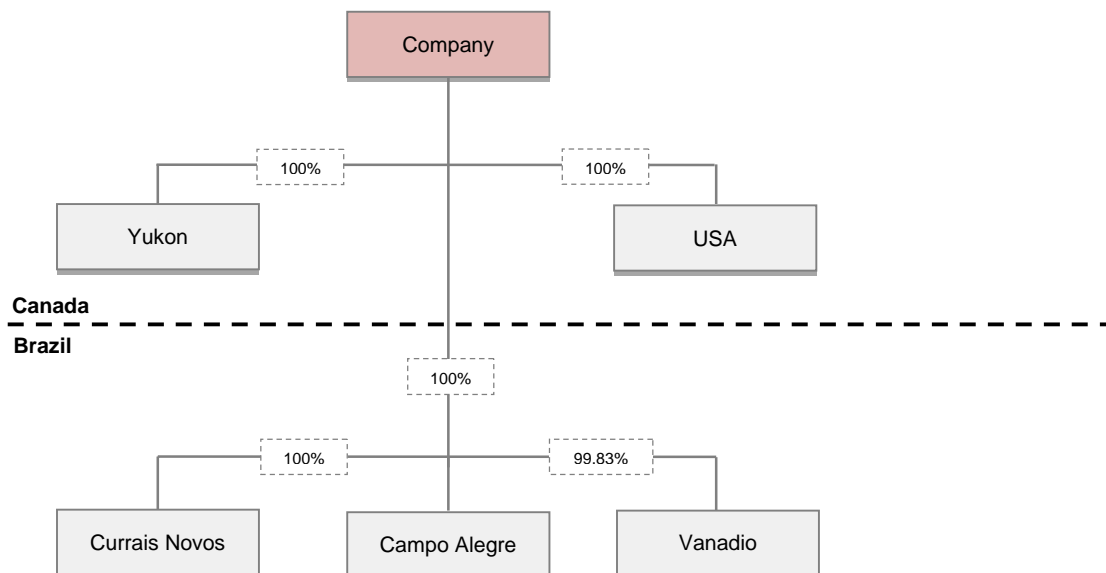 Company
100%
100%
Yukon
USA
Canada
Brazil
100%
100%
99.83%
Currais Novos
Campo Alegre
Vanadio